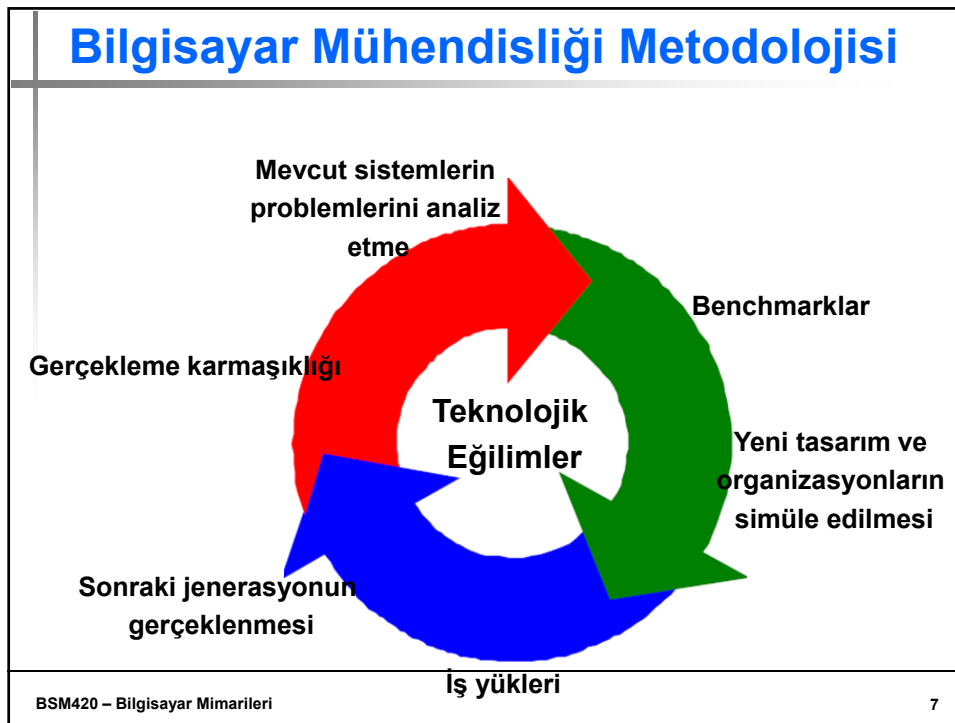 Bilgisayar Mühendisliği Metodolojisi
Mevcut sistemlerin
problemlerini analiz
etme
Benchmarklar
Gerçekleme karmaşıklığı
Teknolojik
Eğilimler
Yeni tasarım ve
organizasyonların
simüle edilmesi
Sonraki jenerasyonun
gerçeklenmesi
İş yükleri
BSM420 – Bilgisayar Mimarileri
7